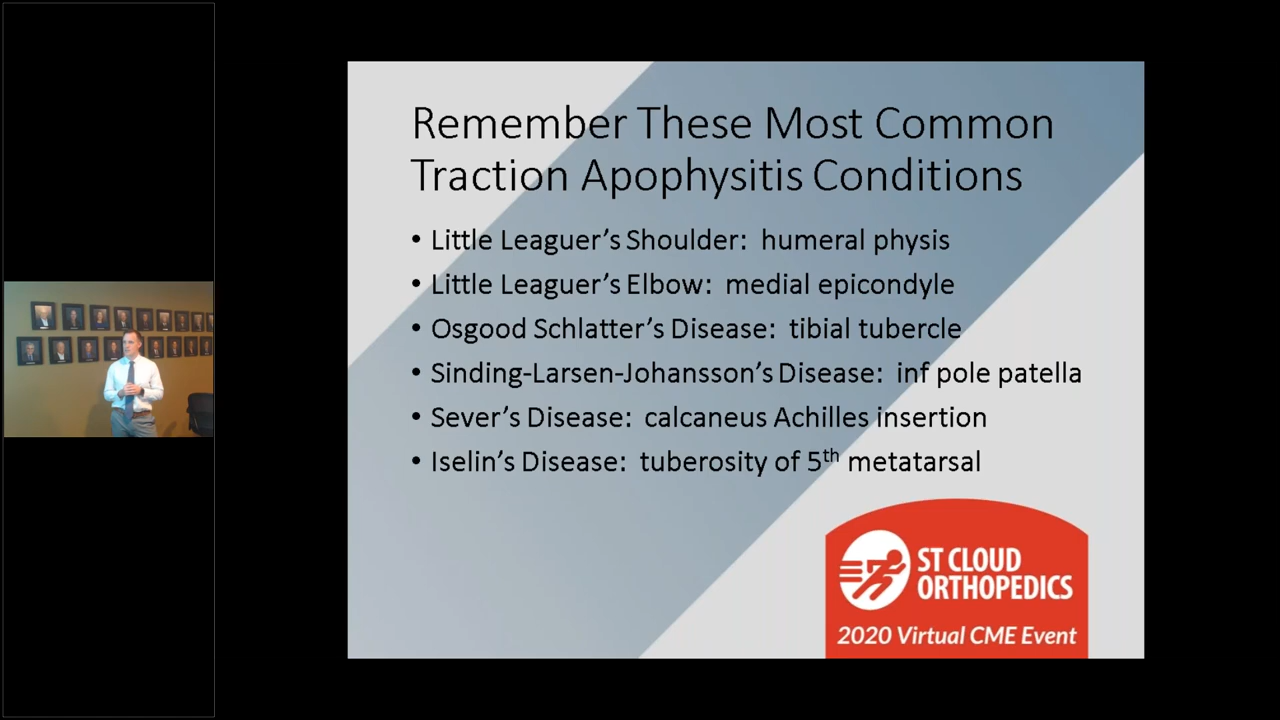 Remember These Most Common
Traction Apophysitis Conditions
• Little Leaguer’s Shoulder: humeral physis
• Little Leaguer’s Elbow: medial epicondyle
• Osgood Schlatter’s Disease: tibial tubercle
• Sinding-Larsen-Johansson’s Disease: inf pole patella
• Sever’s Disease: calcaneus Achilles insertion
• Iselin’s Disease: tuberosity of 5th metatarsal
ST CLOUD
ORTHOPEDICS
2020 Virtual CME Event